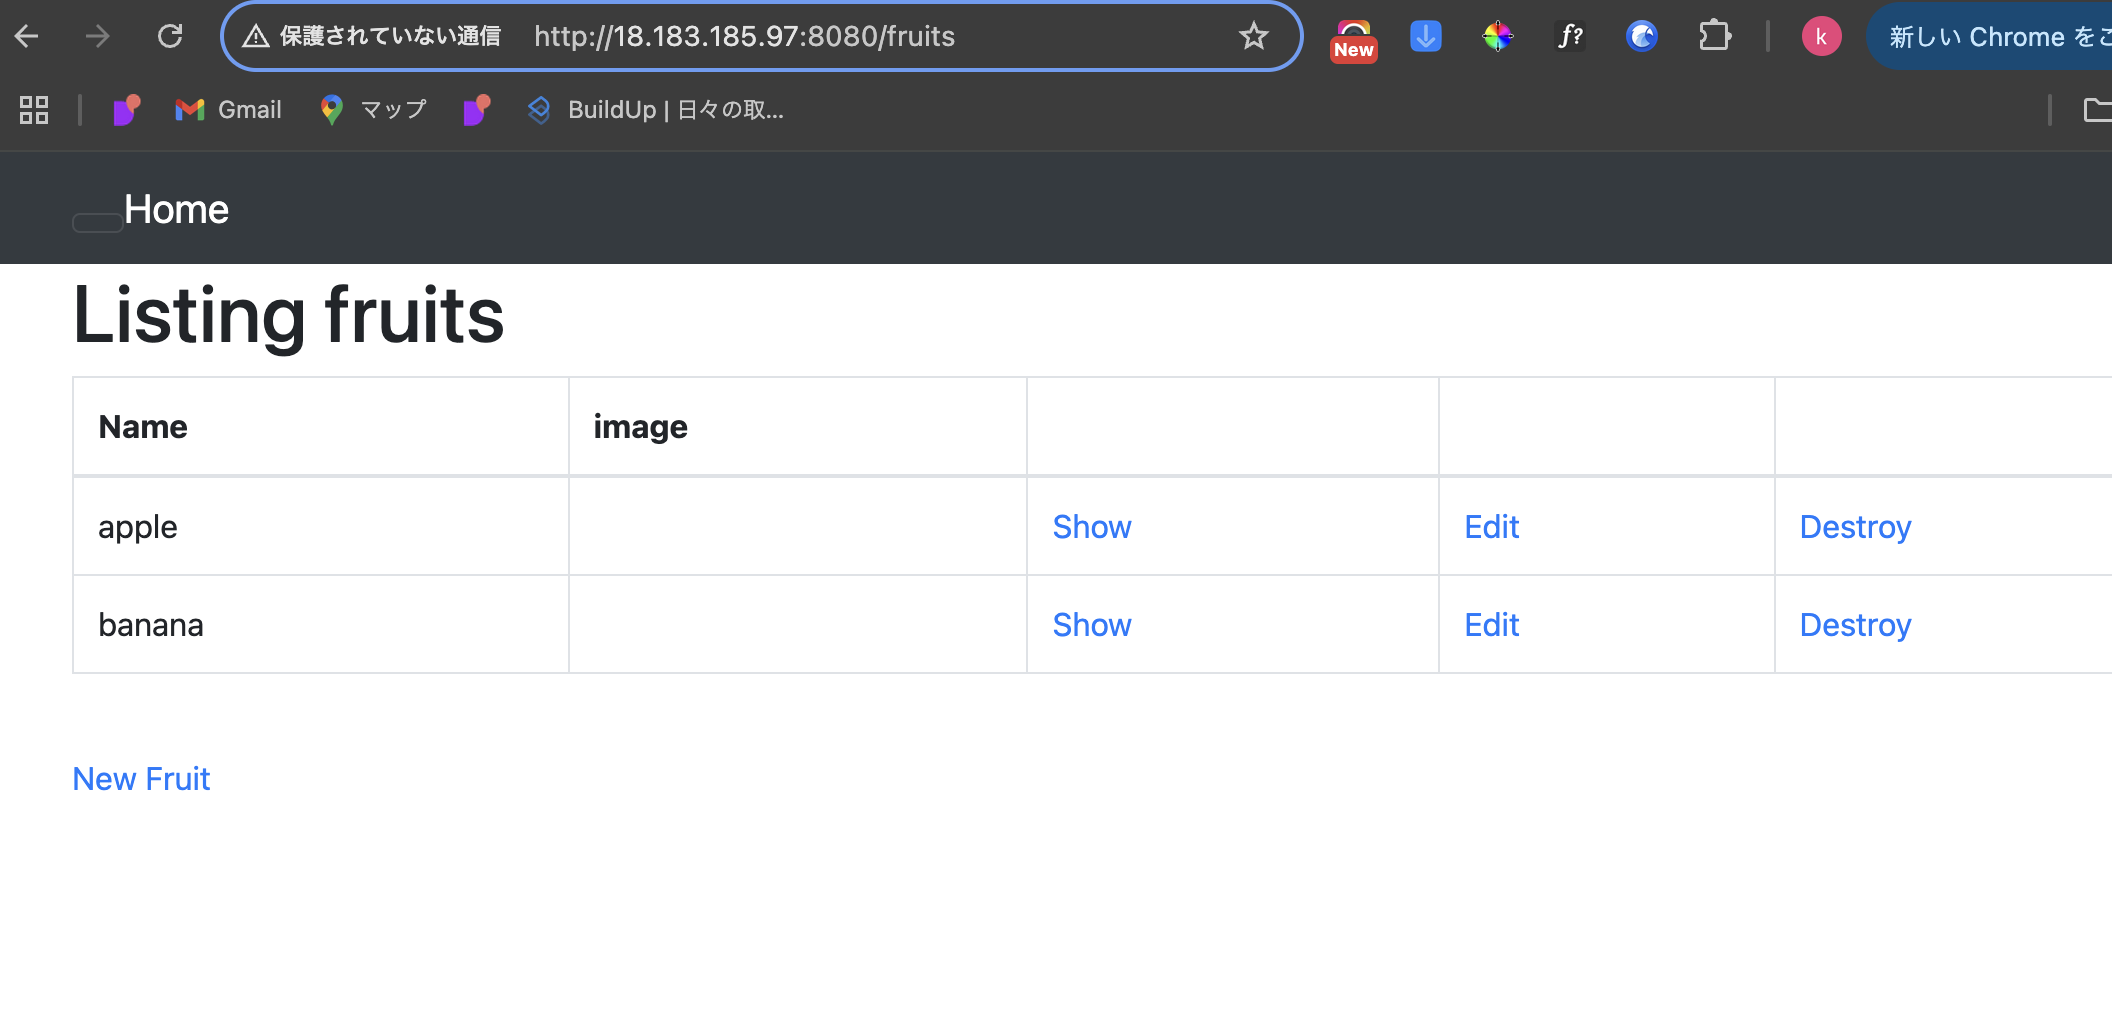 保護されていない通信 http://18.183.185.97:8080/fruits New f? k 新しい Chrome をこ
Gmail マップ BuildUp | 日々の取...
Home
Listing fruits
Name image
apple Show Edit Destroy
banana Show Edit Destroy
New Fruit